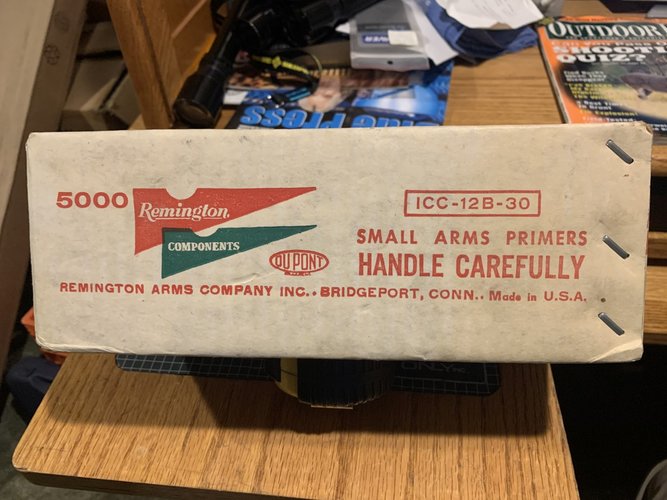 OUTDOOR
QUIZ?
5000
Remington
COMPONENTS
DU PONT
ICC-12B-30
SMALL ARMS PRIMERS
HANDLE CAREFULLY
REMINGTON ARMS COMPANY INC.. BRIDGEPORT, CONN.. Made in U.S.A.